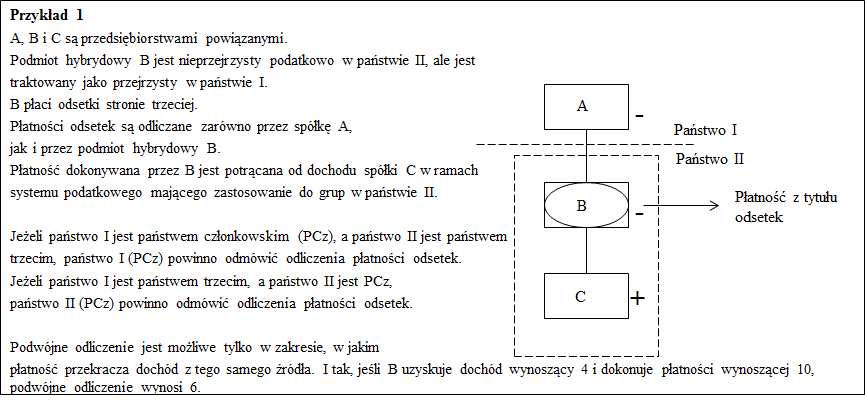 Przykład 1
A, B i C są przedsiębiorstwami powiązanymi.
Podmiot hybrydowy B jest nieprzejrzysty podatkowo w państwie II, ale jest
traktowany jako przejrzysty w państwie I.
B płaci odsetki stronie trzeciej.
Płatności odsetek są odliczane zarówno przez spółkę A,
jak i przez podmiot hybrydowy B.
Płatność dokonywana przez B jest potrącana od dochodu spółki C w ramach
systemu podatkowego mającego zastosowanie do grup w państwie II.
Jeżeli państwo I jest państwem członkowskim (PCz), a państwo II jest państwem
trzecim, państwo I (PCz) powinno odmówić odliczenia płatności odsetek.
Jeżeli państwo I jest państwem trzecim, a państwo II jest PCz,
państwo II (PCz) powinno odmówić odliczenia płatności odsetek.
Podwójne odliczenie jest możliwe tylko w zakresie, w jakim
płatność przekracza dochód z tego samego źródła. I tak, jeśli B uzyskuje dochód wynoszący 4 i dokonuje płatności wynoszącej 10,
podwójne odliczenie wynosi 6.
A
-
Państwo I
Państwo II
B
-
Płatność z tytułu
odsetek
C
+